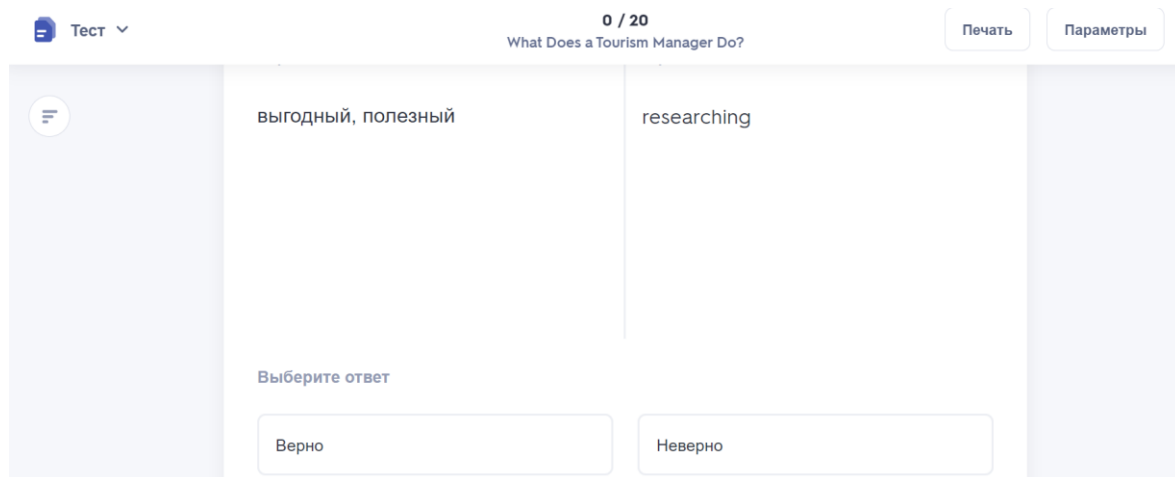 Тест
0 / 20
What Does a Tourism Manager Do?
Печать
Параметры
выгодный, полезный
researching
Выберите ответ
Верно
Неверно